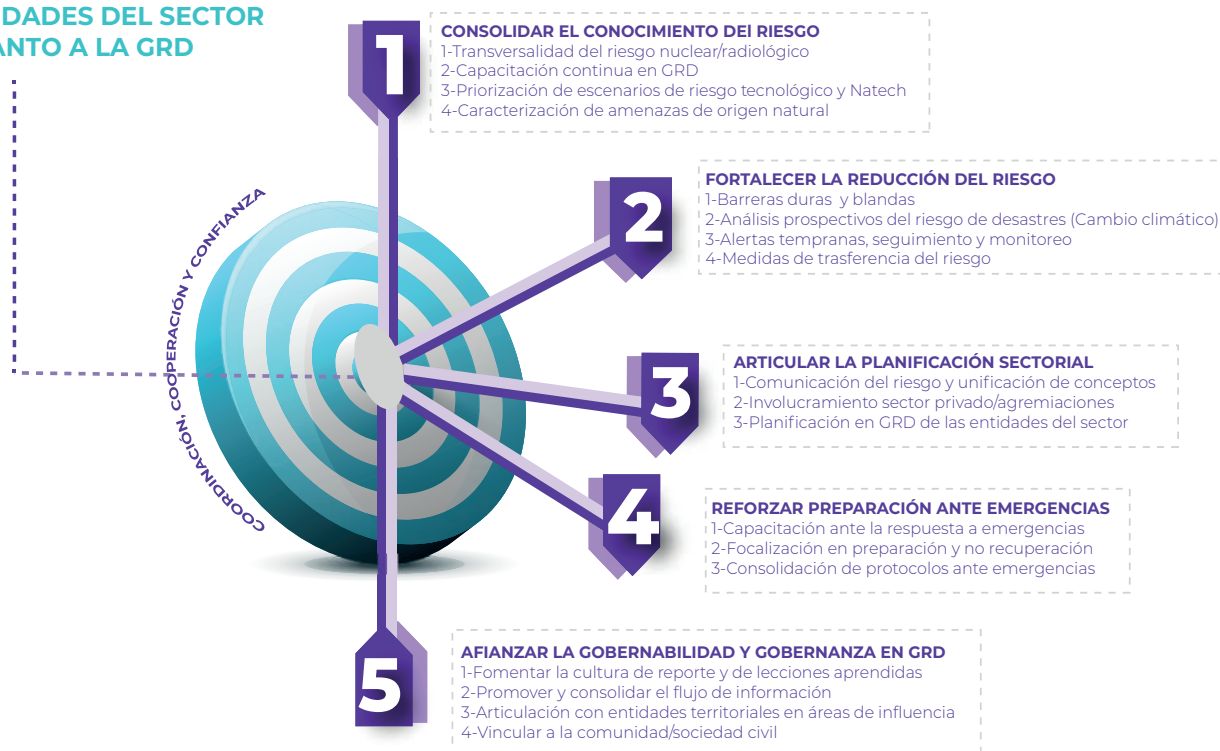 DADES DEL SECTOR
ANTO A LA GRD
1
CONSOLIDAR EL CONOCIMIENTO DEl RIESGO
1-Transversalidad del riesgo nuclear/radiológico
2-Capacitación continua en GRD
3-Priorización de escenarios de riesgo tecnológico y Natech
4-Caracterización de amenazas de origen natural
2
FORTALECER LA REDUCCIÓN DEL RIESGO
1-Barreras duras y blandas
2-Análisis prospectivos del riesgo de desastres (Cambio climático)
3-Alertas tempranas, seguimiento y monitoreo
4-Medidas de trasferencia del riesgo
COORDINACIÓN, COOPERACIÓN Y CONFIANZA
3
ARTICULAR LA PLANIFICACIÓN SECTORIAL
1-Comunicación del riesgo y unificación de conceptos
2-Involucramiento sector privado/agremiaciones
3-Planificación en GRD de las entidades del sector
4
REFORZAR PREPARACIÓN ANTE EMERGENCIAS
1-Capacitación ante la respuesta a emergencias
2-Focalización en preparación y no recuperación
3-Consolidación de protocolos ante emergencias
5
AFIANZAR LA GOBERNABILIDAD Y GOBERNANZA EN GRD
1-Fomentar la cultura de reporte y de lecciones aprendidas
2-Promover y consolidar el flujo de información
3-Articulación con entidades territoriales en áreas de influencia
4-Vincular a la comunidad/sociedad civil